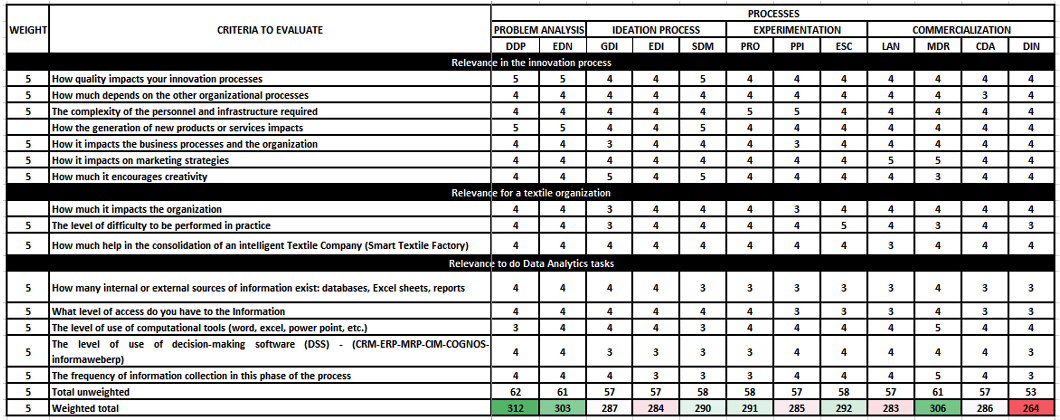 PROCESSES
WEIGHT CRITERIA TO EVALUATE PROBLEM ANALYSIS IDEATION PROCESS EXPERIMENTATION COMMERCIALIZATION
DDP EDN GDI EDI SDM PRO PPI ESC LAN MDR CDA DIN
Relevance in the innovation process
5 How quality impacts your innovation processes 5 5 4 4 5 4 4 4 4 4 4 4
5 How much depends on the other organizational processes 4 4 4 4 4 4 4 4 4 4 3 4
5 The complexity of the personnel and infrastructure required 4 4 4 4 4 5 5 4 4 4 4 4
How the generation of new products or services impacts 5 5 4 4 5 4 4 4 4 4 4 4
5 How it impacts the business processes and the organization 4 4 3 4 4 4 3 4 4 4 4 4
5 How it impacts on marketing strategies 4 4 4 4 4 4 4 4 5 5 4 4
5 How much it encourages creativity 4 4 5 4 5 4 4 4 4 3 4 4
Relevance for a textile organization
How much it impacts the organization 4 4 3 4 4 4 3 4 4 4 4 4
5 The level of difficulty to be performed in practice 4 4 3 4 4 4 4 5 4 3 4 3
5 How much help in the consolidation of an intelligent Textile Company (Smart Textile Factory) 4 4 4 4 4 4 4 4 3 4 4 4
Relevance to do Data Analytics tasks
5 How many internal or external sources of information exist: databases, Excel sheets, reports 4 4 4 4 3 3 3 3 3 4 3 3
5 What level of access do you have to the Information 4 4 4 4 4 4 3 3 3 4 3 3
5 The level of use of computational tools (word, excel, power point, etc.) 3 4 4 4 3 4 4 4 4 5 4 4
The level of use of decision-making software (DSS) - (CRM-ERP-MRP-CIM-COGNOS-
5 informaweberp) 4 4 3 3 3 3 4 4 4 4 4 3
5 The frequency of information collection in this phase of the process 4 4 4 3 3 4 4 4 4 5 4 3
5 Total unweighted 62 61 57 57 58 58 57 58 57 61 57 53
5 Weighted total 312 303 287 284 290 291 285 292 283 306 286 264